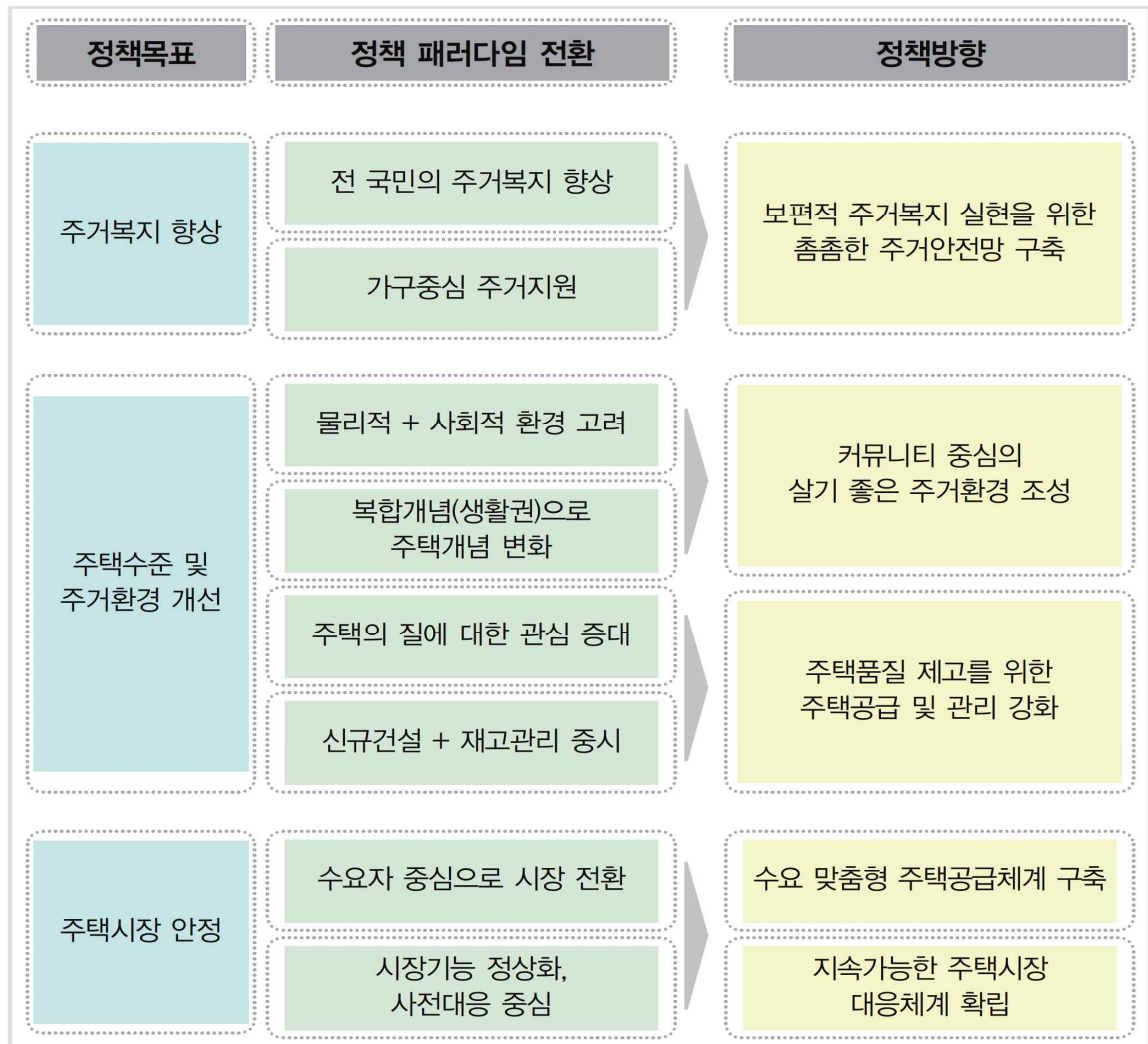 정책목표
정책 패러다임 전환
정책방향
주거복지 향상
전 국민의 주거복지 향상
가구중심 주거지원
보편적 주거복지 실현을 위한
촘촘한 주거안전망 구축
주택수준 및
주거환경 개선
물리적 + 사회적 환경 고려
복합개념(생활권)으로
주택개념 변화
커뮤니티 중심의
살기 좋은 주거환경 조성
주택의 질에 대한 관심 증대
신규건설 + 재고관리 중시
주택품질 제고를 위한
주택공급 및 관리 강화
주택시장 안정
수요자 중심으로 시장 전환
시장기능 정상화,
사전대응 중심
수요 맞춤형 주택공급체계 구축
지속가능한 주택시장
대응체계 확립